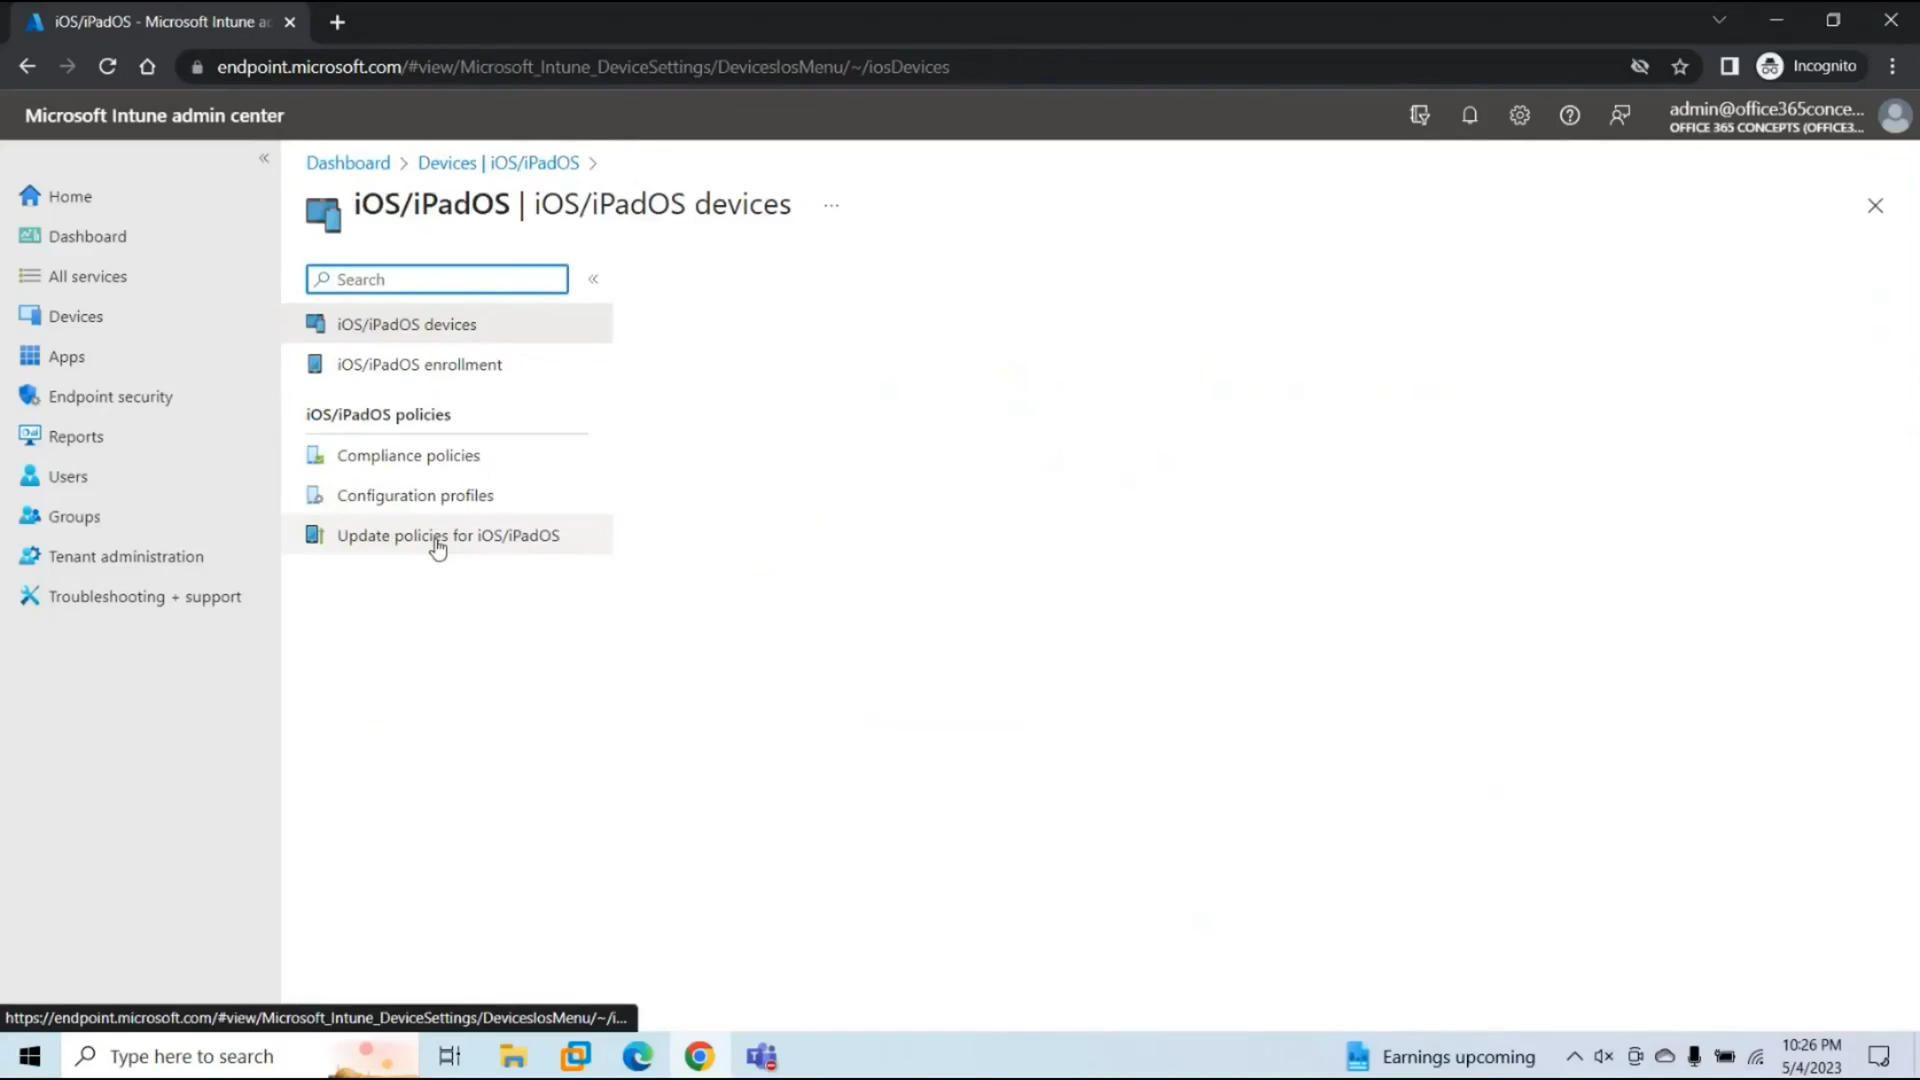 iOS/iPadOS - Microsoft Intune ac
endpoint.microsoft.com/#view/Microsoft_Intune_DeviceSettings/DevicesIosMenu/~/iosDevices
Incognito
Microsoft Intune admin center
admin@office365conce...
OFFICE 365 CONCEPTS (OFFICE3...
Home
Dashboard
All services
Devices
Apps
Endpoint security
Reports
Users
Groups
Tenant administration
Troubleshooting + support
Dashboard > Devices | iOS/iPadOS >
iOS/iPadOS | iOS/iPadOS devices ...
Search
iOS/iPadOS devices
iOS/iPadOS enrollment
iOS/iPadOS policies
Compliance policies
Configuration profiles
Update policies for iOS/iPadOS
https://endpoint.microsoft.com/#view/Microsoft_Intune_DeviceSettings/DevicesIosMenu/~/i...
Type here to search
Earnings upcoming
10:26 PM
5/4/2023